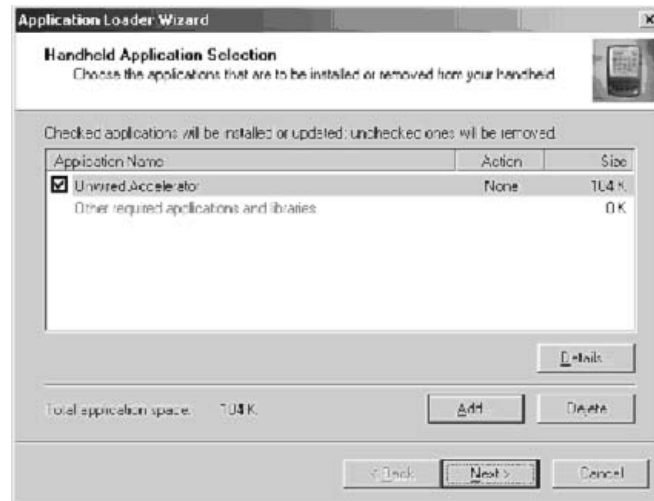 Application Loader Wizard
Handheld Application Selection
Choose the applications that are to be installed or removed from your handheld.
Checked applications will be installed or updated; unchecked ones will be removed.
Application Name Action Size
Unwired Accelerator None 104 K
Other required applications and libraries 0 K
Details
Total application space: 104 K
Add... Delete
< Back Next > Cancel